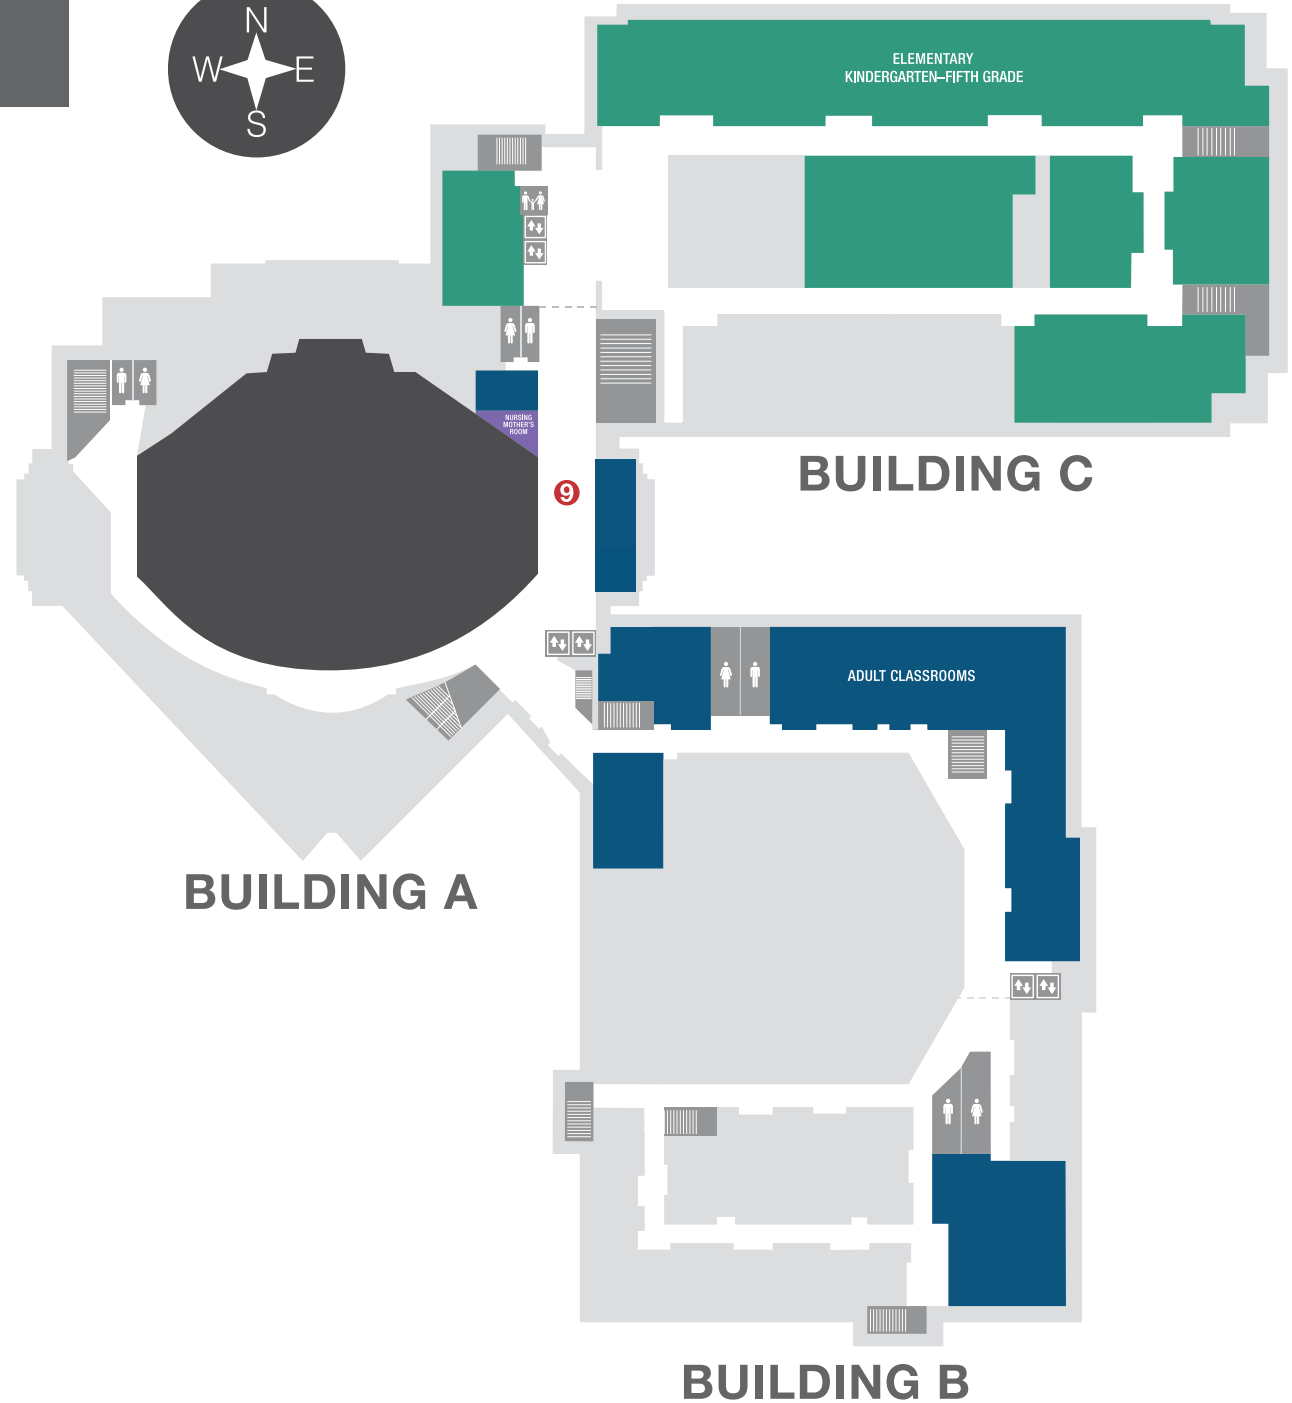 N
W E
S
ELEMENTARY
KINDERGARTEN–FIFTH GRADE
NURSING
MOTHER'S
ROOM
BUILDING C
9
ADULT CLASSROOMS
BUILDING A
BUILDING B